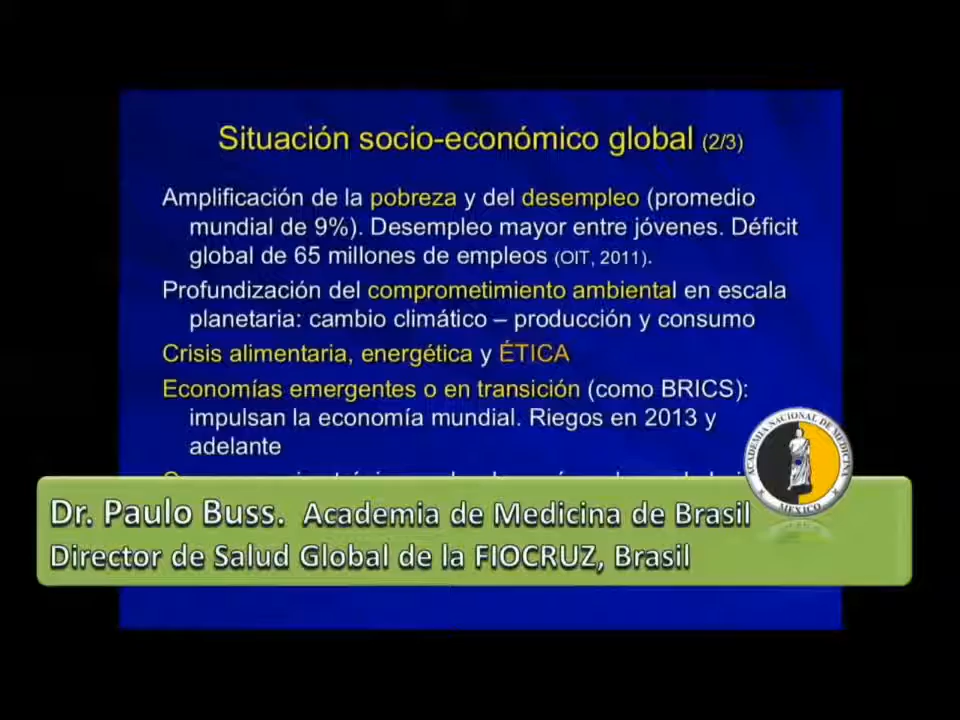 Situación socio-económico global (2/3)
Amplificación de la pobreza y del desempleo (promedio
mundial de 9%). Desempleo mayor entre jóvenes. Déficit
global de 65 millones de empleos (OIT, 2011).
Profundización del comprometimiento ambiental en escala
planetaria: cambio climático – producción y consumo
Crisis alimentaria, energética y ÉTICA
Economías emergentes o en transición (como BRICS):
impulsan la economía mundial. Riegos en 2013 y
adelante
ACADEMIA NACIONAL DE MEDICINA
MEXICO
Dr. Paulo Buss. Academia de Medicina de Brasil
Director de Salud Global de la FIOCRUZ, Brasil